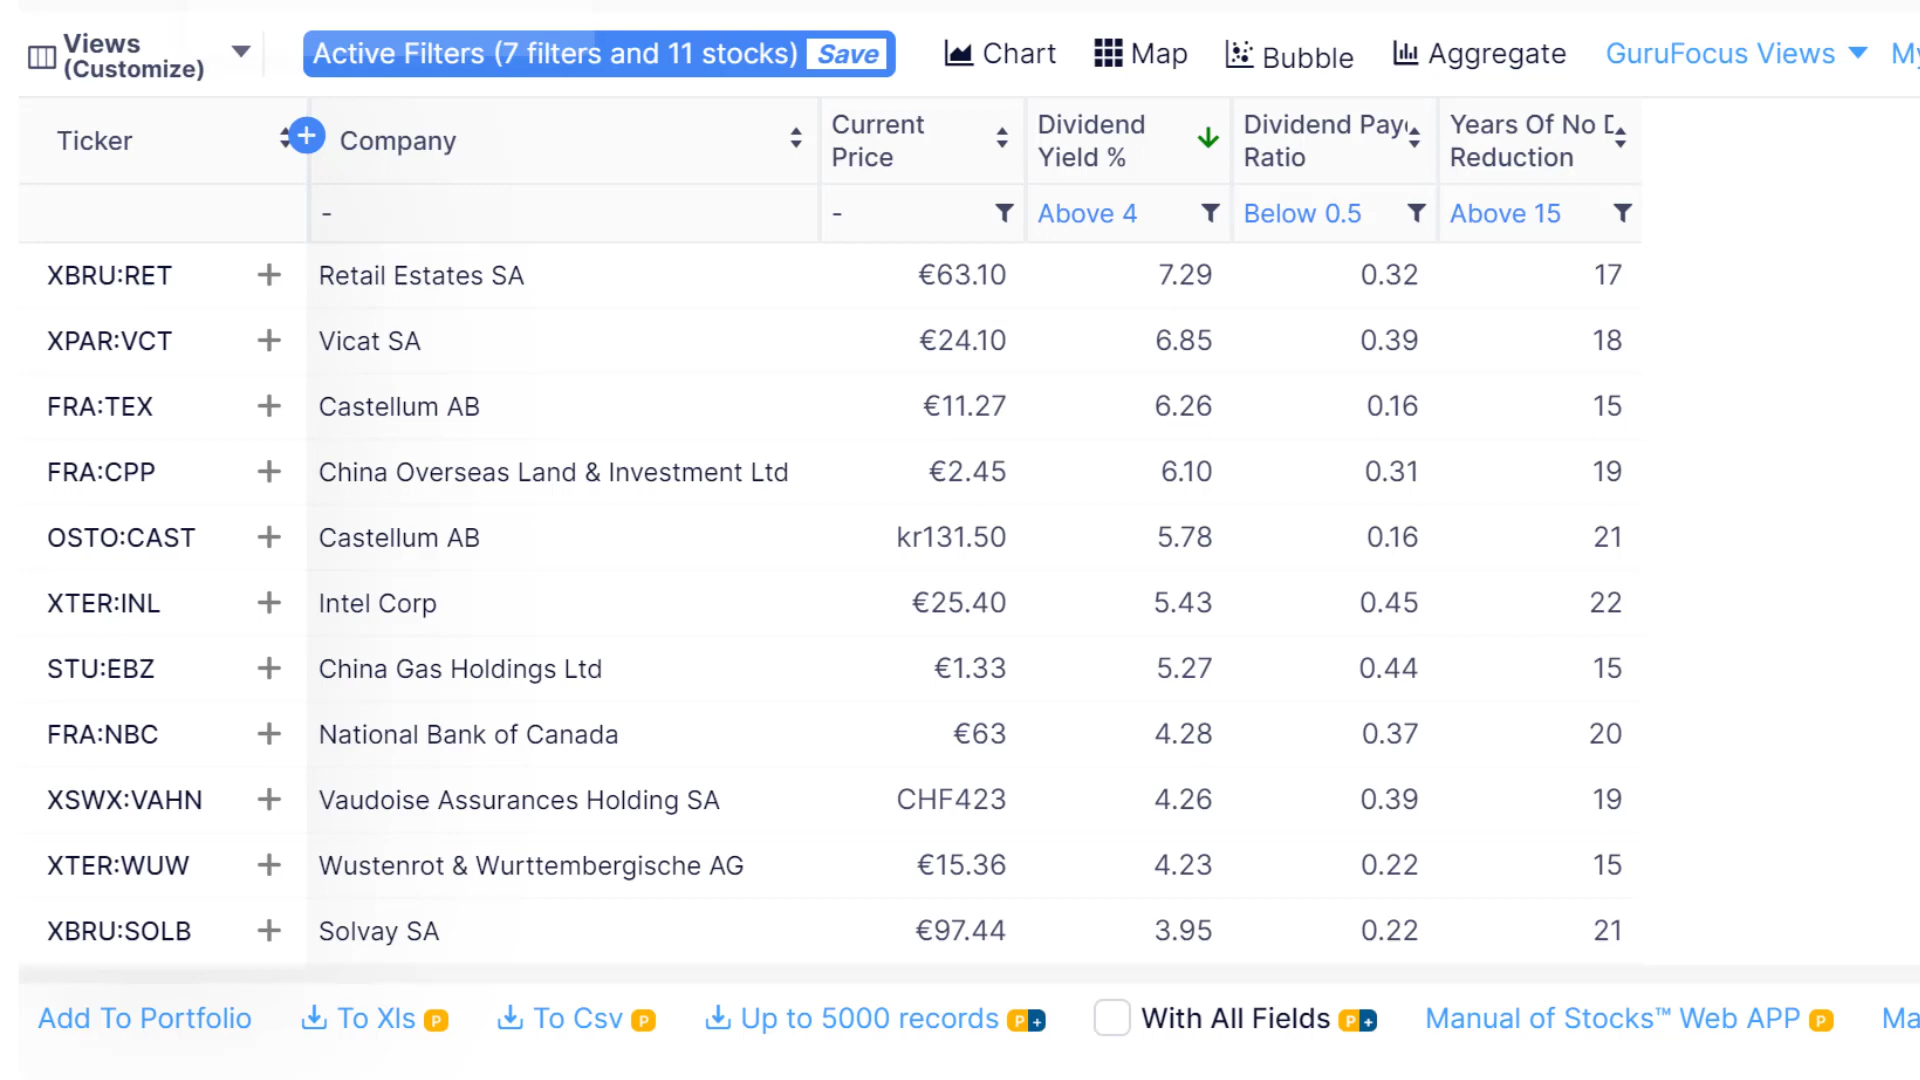 Views
(Customize)
Active Filters (7 filters and 11 stocks) Save
Chart
Map
Bubble
Aggregate
GuruFocus Views
My
Ticker
Company
Current
Price
Dividend
Yield %
Dividend Payo
Ratio
Years Of No D
Reduction
-
-
Above 4
Below 0.5
Above 15
XBRU:RET + Retail Estates SA €63.10 7.29 0.32 17
XPAR:VCT + Vicat SA €24.10 6.85 0.39 18
FRA:TEX + Castellum AB €11.27 6.26 0.16 15
FRA:CPP + China Overseas Land & Investment Ltd €2.45 6.10 0.31 19
OSTO:CAST + Castellum AB kr131.50 5.78 0.16 21
XTER:INL + Intel Corp €25.40 5.43 0.45 22
STU:EBZ + China Gas Holdings Ltd €1.33 5.27 0.44 15
FRA:NBC + National Bank of Canada €63 4.28 0.37 20
XSWX:VAHN + Vaudoise Assurances Holding SA CHF423 4.26 0.39 19
XTER:WUW + Wustenrot & Wurttembergische AG €15.36 4.23 0.22 15
XBRU:SOLB + Solvay SA €97.44 3.95 0.22 21
Add To Portfolio To Xls P To Csv P Up to 5000 records P + With All Fields P + Manual of Stocks™ Web APP P Ma